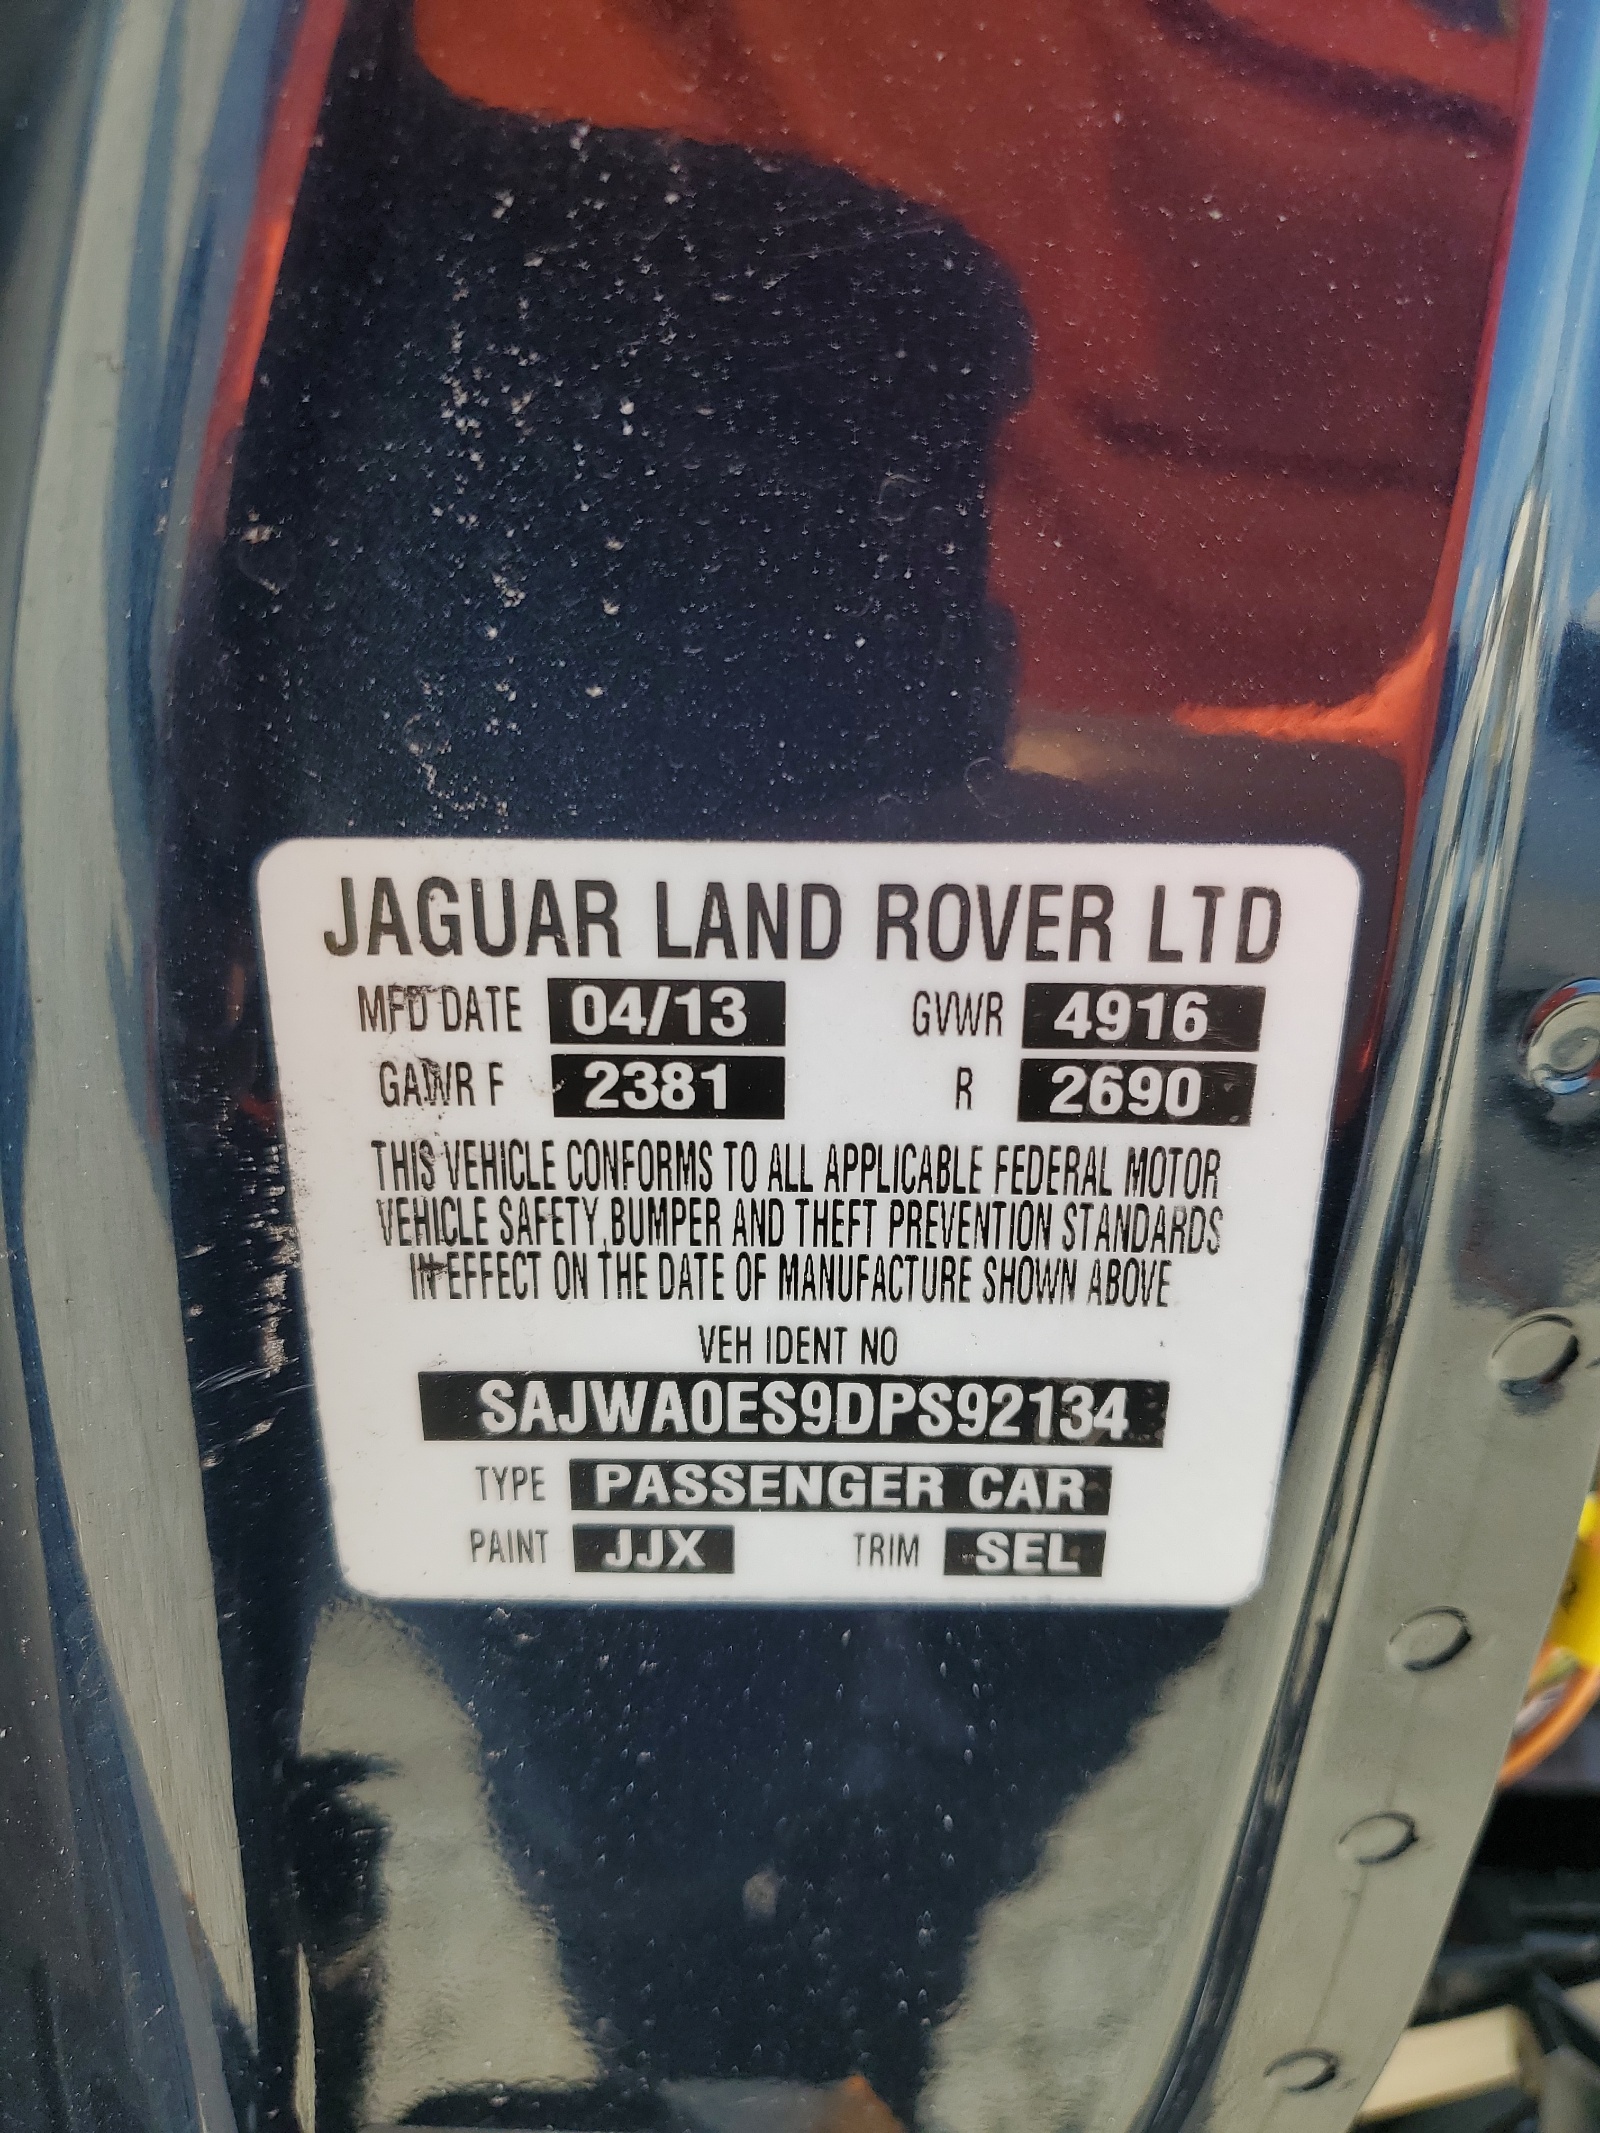 JAGUAR LAND ROVER LTD
MFD DATE 04/13 GVWR 4916
GAWR F 2381 R 2690
THIS VEHICLE CONFORMS TO ALL APPLICABLE FEDERAL MOTOR
VEHICLE SAFETY, BUMPER AND THEFT PREVENTION STANDARDS
IN EFFECT ON THE DATE OF MANUFACTURE SHOWN ABOVE
VEH IDENT NO
SAJWA0ES9DPS92134
TYPE PASSENGER CAR
PAINT JJX TRIM SEL